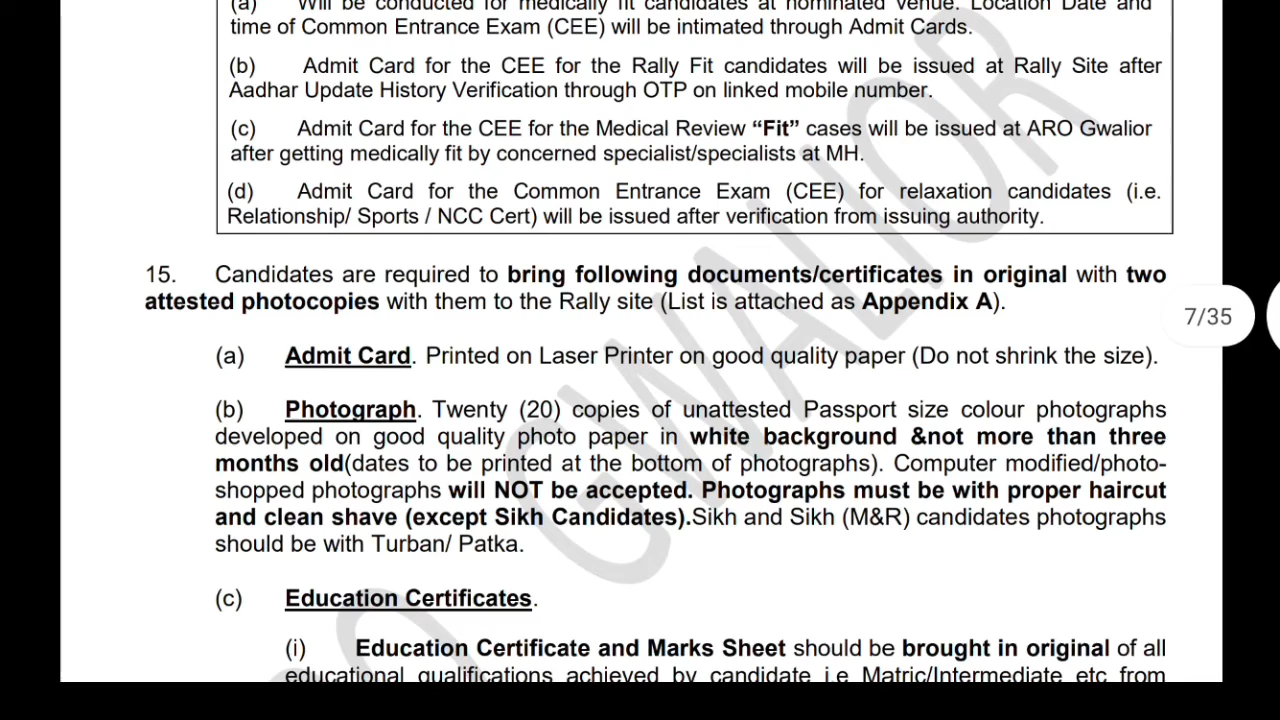 (a) Will be conducted for medically fit candidates at nominated venue. Location Date and
time of Common Entrance Exam (CEE) will be intimated through Admit Cards.
(b) Admit Card for the CEE for the Rally Fit candidates will be issued at Rally Site after
Aadhar Update History Verification through OTP on linked mobile number.
(c) Admit Card for the CEE for the Medical Review “Fit” cases will be issued at ARO Gwalior
after getting medically fit by concerned specialist/specialists at MH.
(d) Admit Card for the Common Entrance Exam (CEE) for relaxation candidates (i.e.
Relationship/ Sports / NCC Cert) will be issued after verification from issuing authority.
15. Candidates are required to bring following documents/certificates in original with two
attested photocopies with them to the Rally site (List is attached as Appendix A).
7/35
(a) Admit Card. Printed on Laser Printer on good quality paper (Do not shrink the size).
(b) Photograph. Twenty (20) copies of unattested Passport size colour photographs
developed on good quality photo paper in white background &not more than three
months old(dates to be printed at the bottom of photographs). Computer modified/photo-
shopped photographs will NOT be accepted. Photographs must be with proper haircut
and clean shave (except Sikh Candidates).Sikh and Sikh (M&R) candidates photographs
should be with Turban/ Patka.
(c) Education Certificates.
(i) Education Certificate and Marks Sheet should be brought in original of all
educational qualifications achieved by candidate i.e Matric/Intermediate etc from
GWALIOR